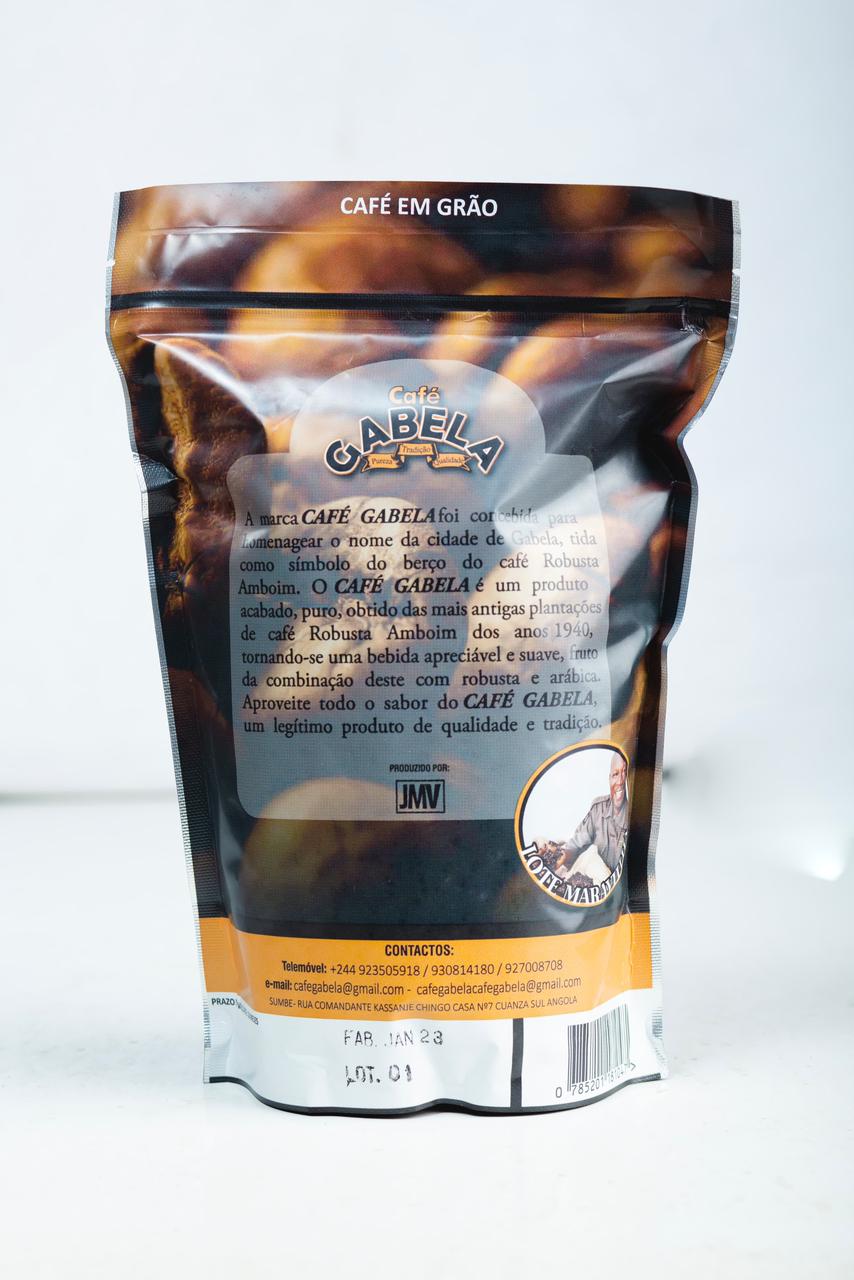 CAFÉ EM GRÃO
Café
GABELA
Tradição
Pureza Qualidade
A marca CAFÉ GABELA foi concebida para
homenagear o nome da cidade de Gabela, tida
como símbolo do berço do café Robusta
Amboim. O CAFÉ GABELA é um produto
acabado, puro, obtido das mais antigas plantações
de café Robusta Amboim dos anos 1940,
tornando-se uma bebida apreciável e suave, fruto
da combinação deste com robusta e arábica.
Aproveite todo o sabor do CAFÉ GABELA,
um legítimo produto de qualidade e tradição.
PRODUZIDO POR:
JMV
LOTE
CONTACTOS:
Telemóvel: +244 923505918 / 930814180 / 927008708
e-mail: cafegabela@gmail.com - cafegabelacafegabela@gmail.com
SUMBE- RUA COMANDANTE KASSANJE CHINGO CASA Nº7 CUANZA SUL ANGOLA
PRAZO
FAB. JAN 23
LOT. 01
0 785201